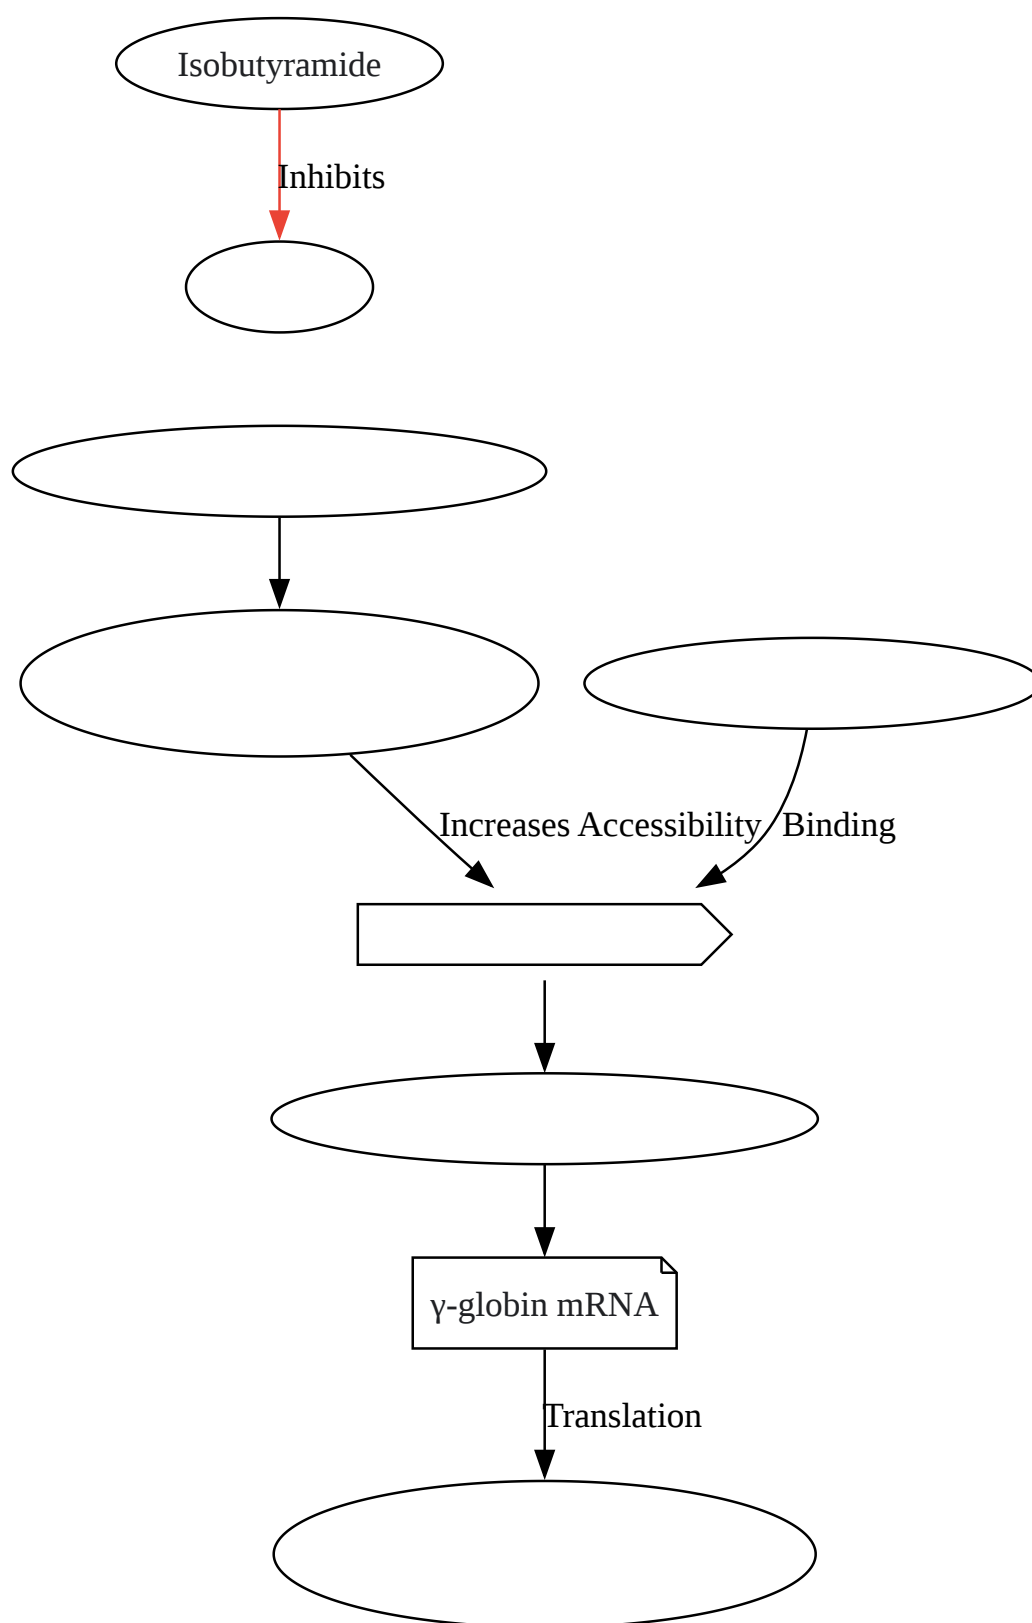 Isobutyramide
Inhibits
Increases Accessibility
Binding
γ-globin mRNA
Translation